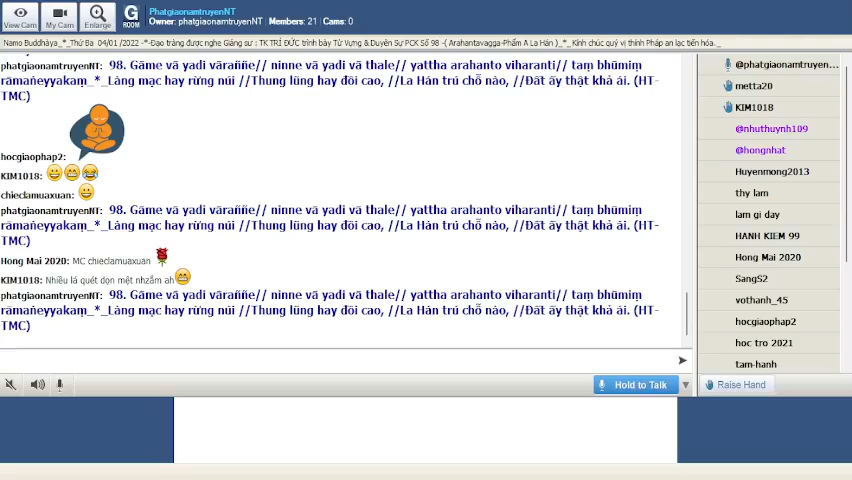 View Cam
My Cam
Enlarge
G
ROOM
PhatgiaonamtruyenNT
Owner: phatgiaonamtruyenNT | Members: 21 | Cams: 0
Namo Buddhàya_*_Thứ Ba 04/01 /2022 -*-Đạo tràng được nghe Giảng sư : TK TRÍ ĐỨC trình bày Từ Vựng & Duyên Sự PCK Số 98 -( Arahantavagga-Phẩm A La Hán )_*_ Kính chúc quý vị thính Pháp an lạc tiến hóa. _
phatgiaonamtruyenNT: 98. Gāme vā yadi vāraññe// ninne vā yadi vā thale// yattha arahanto viharanti// taṃ bhūmiṃ
rāmaṇeyyakaṃ_*_Làng mạc hay rừng núi //Thung lũng hay đồi cao, //La Hán trú chỗ nào, //Đất ấy thật khả ái. (HT-
TMC)
hocgiaophap2:
KIM1018:
chieclamuaxuan:
phatgiaonamtruyenNT: 98. Gāme vā yadi vāraññe// ninne vā yadi vā thale// yattha arahanto viharanti// taṃ bhūmiṃ
rāmaṇeyyakaṃ_*_Làng mạc hay rừng núi //Thung lũng hay đồi cao, //La Hán trú chỗ nào, //Đất ấy thật khả ái. (HT-
TMC)
Hong Mai 2020: MC chieclamuaxuan
KIM1018: Nhiều lá quét dọn mệt nhzắm ah
phatgiaonamtruyenNT: 98. Gāme vā yadi vāraññe// ninne vā yadi vā thale// yattha arahanto viharanti// taṃ bhūmiṃ
rāmaṇeyyakaṃ_*_Làng mạc hay rừng núi //Thung lũng hay đồi cao, //La Hán trú chỗ nào, //Đất ấy thật khả ái. (HT-
TMC)
Hold to Talk
@phatgiaonamtruyen...
metta20
KIM1018
@nhuthuynh109
@hongnhat
Huyenmong2013
thy lam
lam gi day
HANH KIEM 99
Hong Mai 2020
SangS2
vothanh_45
hocgiaophap2
hoc tro 2021
tam-hanh
Raise Hand